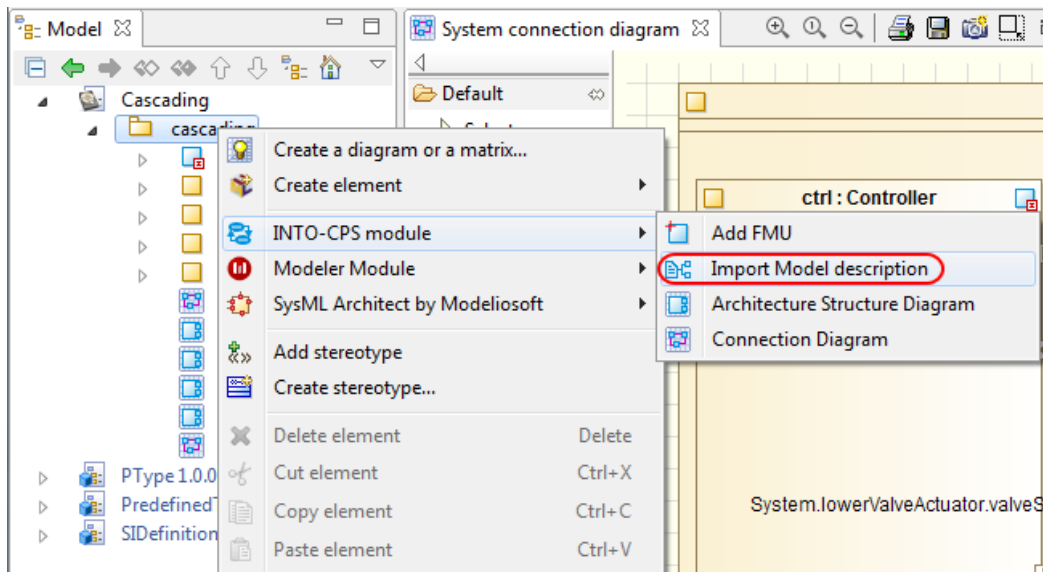 Model
System connection diagram
Cascading
Default
Create a diagram or a matrix...
Create element
ctrl : Controller
INTO-CPS module
Add FMU
Modeler Module
Import Model description
SysML Architect by Modeliosoft
Architecture Structure Diagram
Add stereotype
Connection Diagram
Create stereotype...
Delete element Delete
PType 1.0.0
Cut element Ctrl+X
PredefinedT
System.lowerValveActuator.valveS
Copy element Ctrl+C
SIDefinition
Paste element Ctrl+V